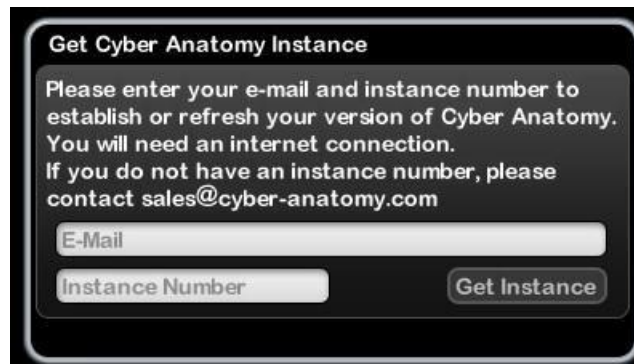 Get Cyber Anatomy Instance
Please enter your e-mail and instance number to
establish or refresh your version of Cyber Anatomy.
You will need an internet connection.
If you do not have an instance number, please
contact sales@cyber-anatomy.com
E-Mail
Instance Number
Get Instance